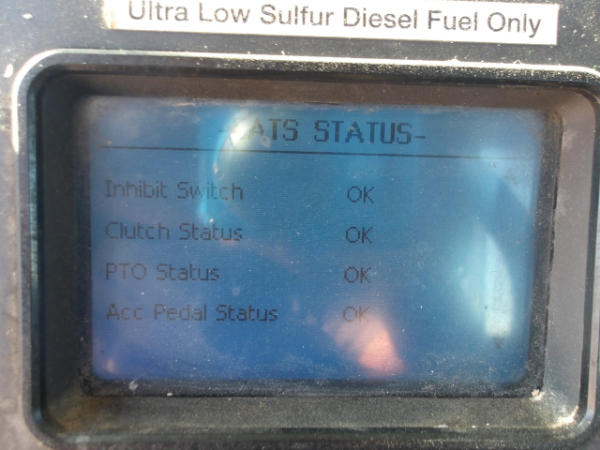 Ultra Low Sulfur Diesel Fuel Only
STATUS-
Inhibit Switch OK
Clutch Status OK
PTO Status OK
Acc Pedal Status OK